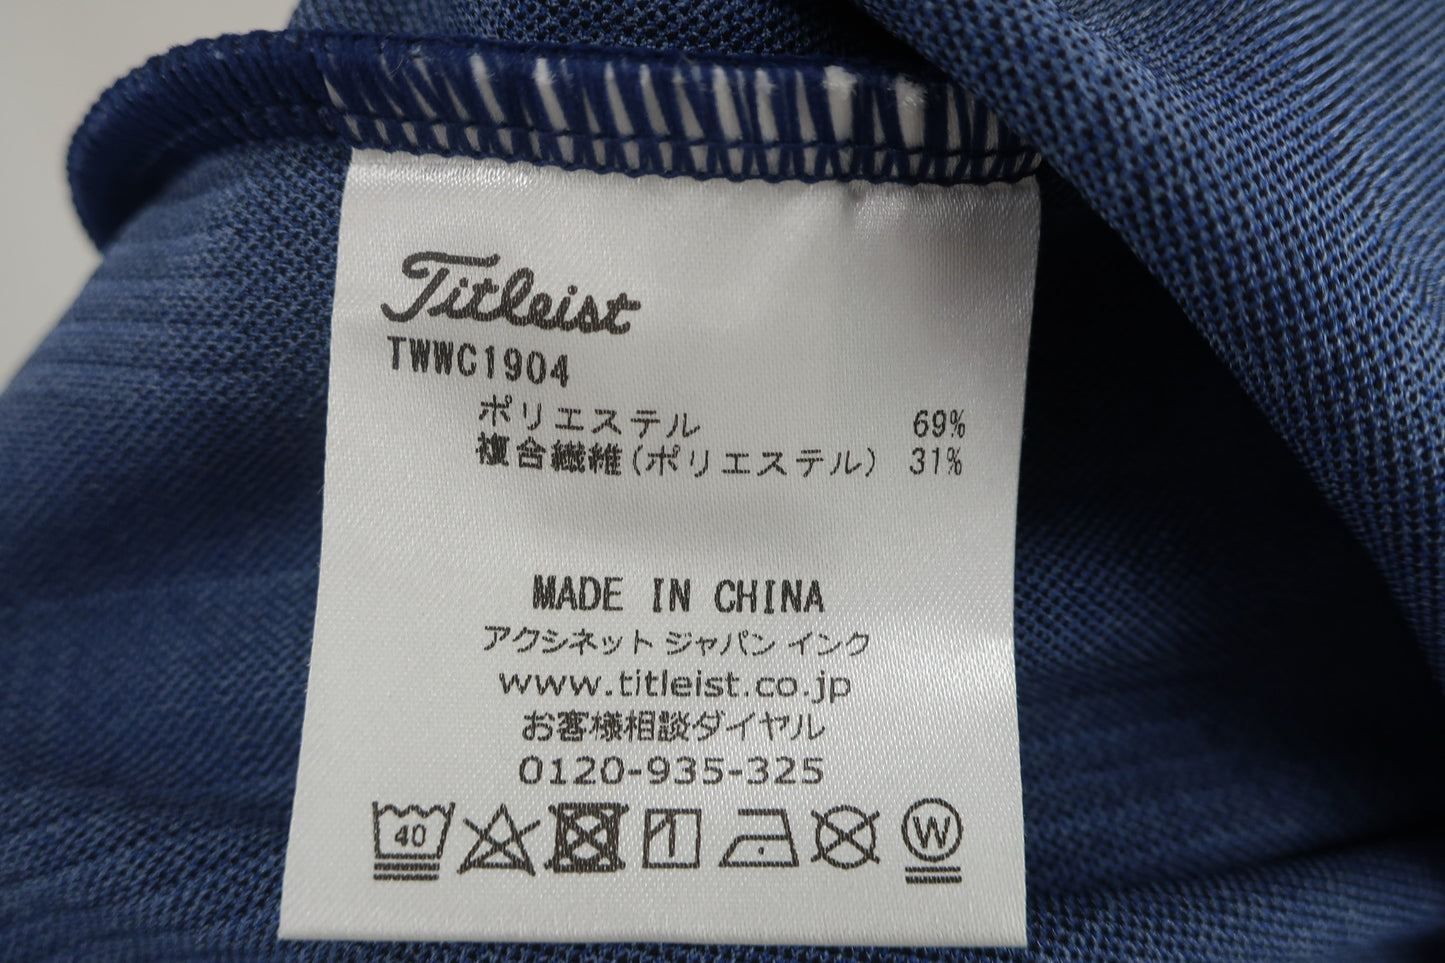 Titleist
TWWC1904
ポリエステル 69%
複合繊維(ポリエステル) 31%
MADE IN CHINA
アクシネット ジャパン インク
www.titleist.co.jp
お客様相談ダイヤル
0120-935-325
40 W